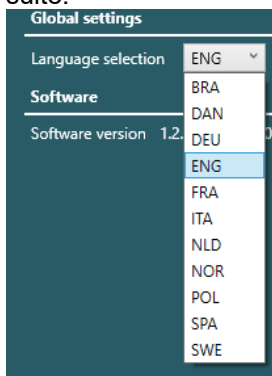 Global settings
Language selection ENG
Software
Software version 1.2.
BRA
DAN
DEU
ENG
FRA
ITA
NLD
NOR
POL
SPA
SWE